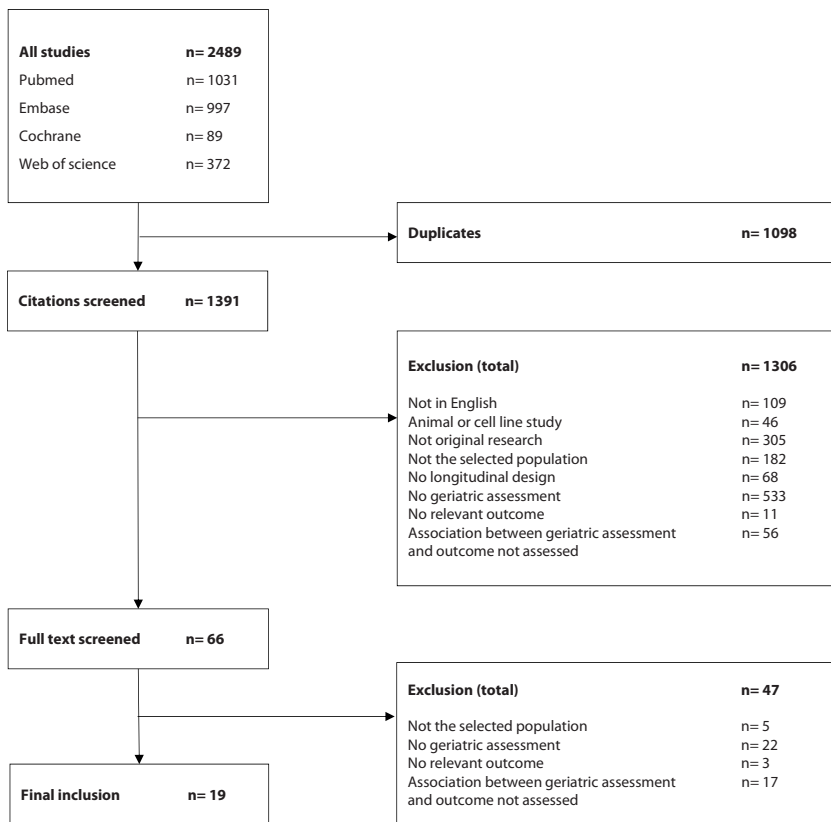 All studies n= 2489
Pubmed n= 1031
Embase n= 997
Cochrane n= 89
Web of science n= 372
Duplicates n= 1098
Citations screened n= 1391
Exclusion (total) n= 1306
Not in English n= 109
Animal or cell line study n= 46
Not original research n= 305
Not the selected population n= 182
No longitudinal design n= 68
No geriatric assessment n= 533
No relevant outcome n= 11
Association between geriatric assessment n= 56
and outcome not assessed
Full text screened n= 66
Exclusion (total) n= 47
Not the selected population n= 5
No geriatric assessment n= 22
No relevant outcome n= 3
Association between geriatric assessment n= 17
and outcome not assessed
Final inclusion n= 19